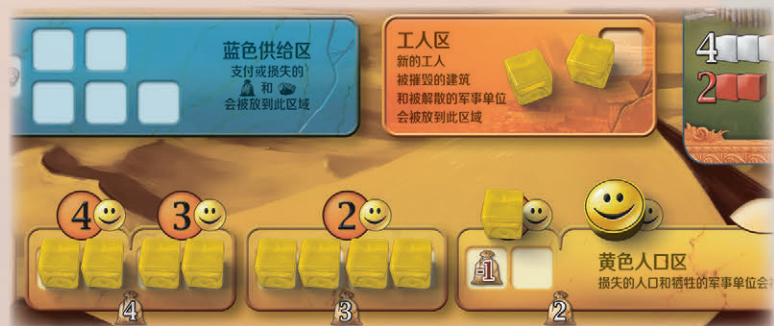 蓝色供给区
支付或损失的
和
会被放到此区域
工人区
新的工人
被摧毁的建筑
和被解散的军事单位
会被放到此区域
4
2
4
3
2
-1
黄色人口区
损失的人口和牺牲的军事单位会
4
3
2